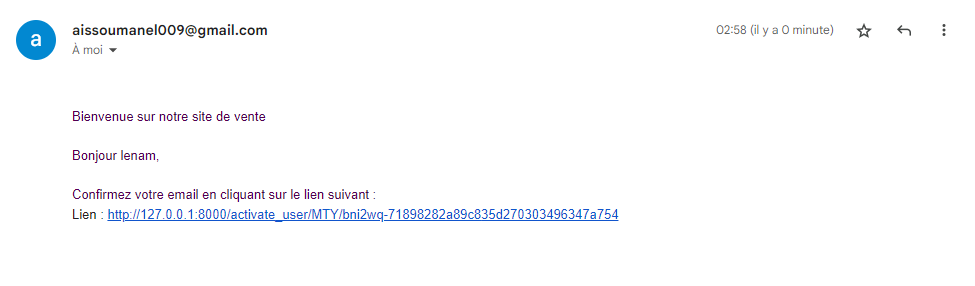 a
aissoumanel009@gmail.com
02:58 (il y a 0 minute)
À moi
Bienvenue sur notre site de vente
Bonjour lenam,
Confirmez votre email en cliquant sur le lien suivant :
Lien : http://127.0.0.1:8000/activate_user/MTY/bni2wq-71898282a89c835d270303496347a754